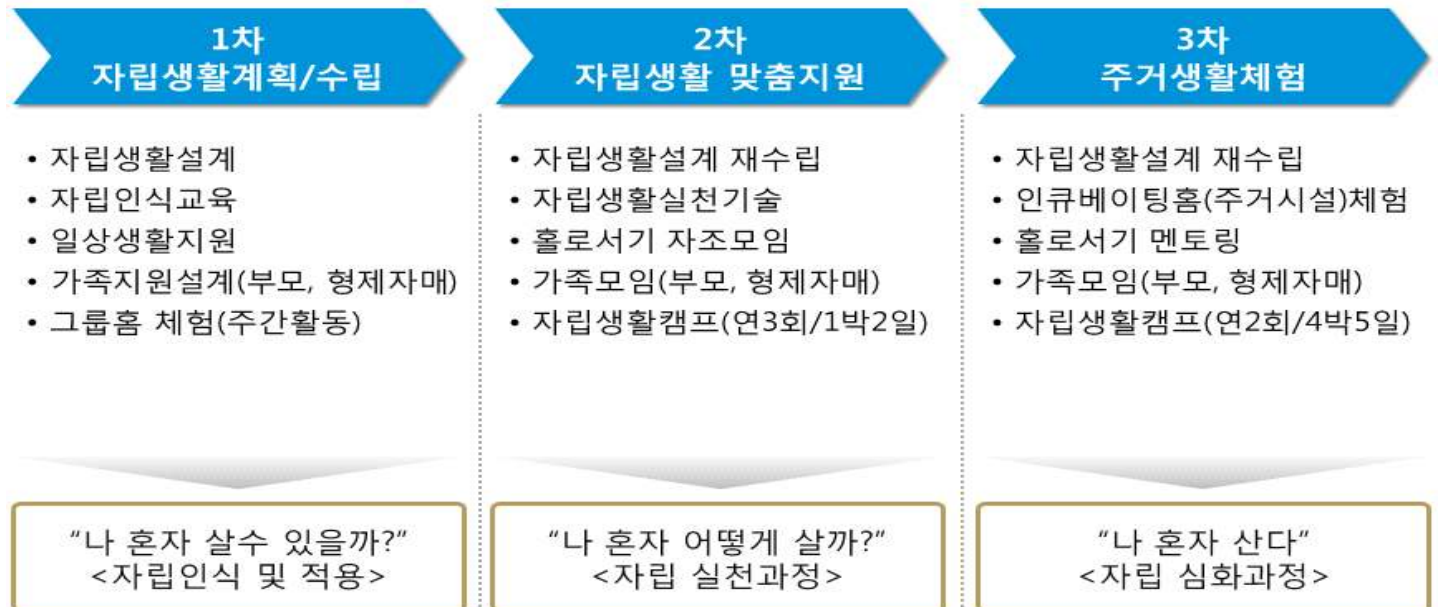 1차
자립생활계획/수립
• 자립생활설계
• 자립인식교육
• 일상생활지원
• 가족지원설계(부모, 형제자매)
• 그룹홈 체험(주간활동)
“나 혼자 살수 있을까?”
<자립인식 및 적용>
2차
자립생활 맞춤지원
• 자립생활설계 재수립
• 자립생활실천기술
• 홀로서기 자조모임
• 가족모임(부모, 형제자매)
• 자립생활캠프(연3회/1박2일)
“나 혼자 어떻게 살까?”
<자립 실천과정>
3차
주거생활체험
• 자립생활설계 재수립
• 인큐베이팅홈(주거시설)체험
• 홀로서기 멘토링
• 가족모임(부모, 형제자매)
• 자립생활캠프(연2회/4박5일)
“나 혼자 산다”
<자립 심화과정>